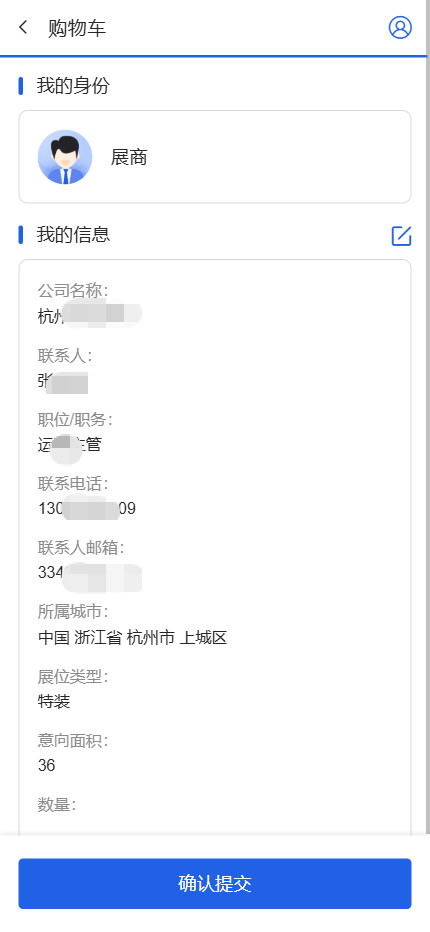 购物车
我的身份
展商
我的信息
公司名称:
杭州
联系人:
张
职位/职务:
运 主管
联系电话:
130 09
联系人邮箱:
334
所属城市:
中国 浙江省 杭州市 上城区
展位类型:
特装
意向面积:
36
数量:
确认提交